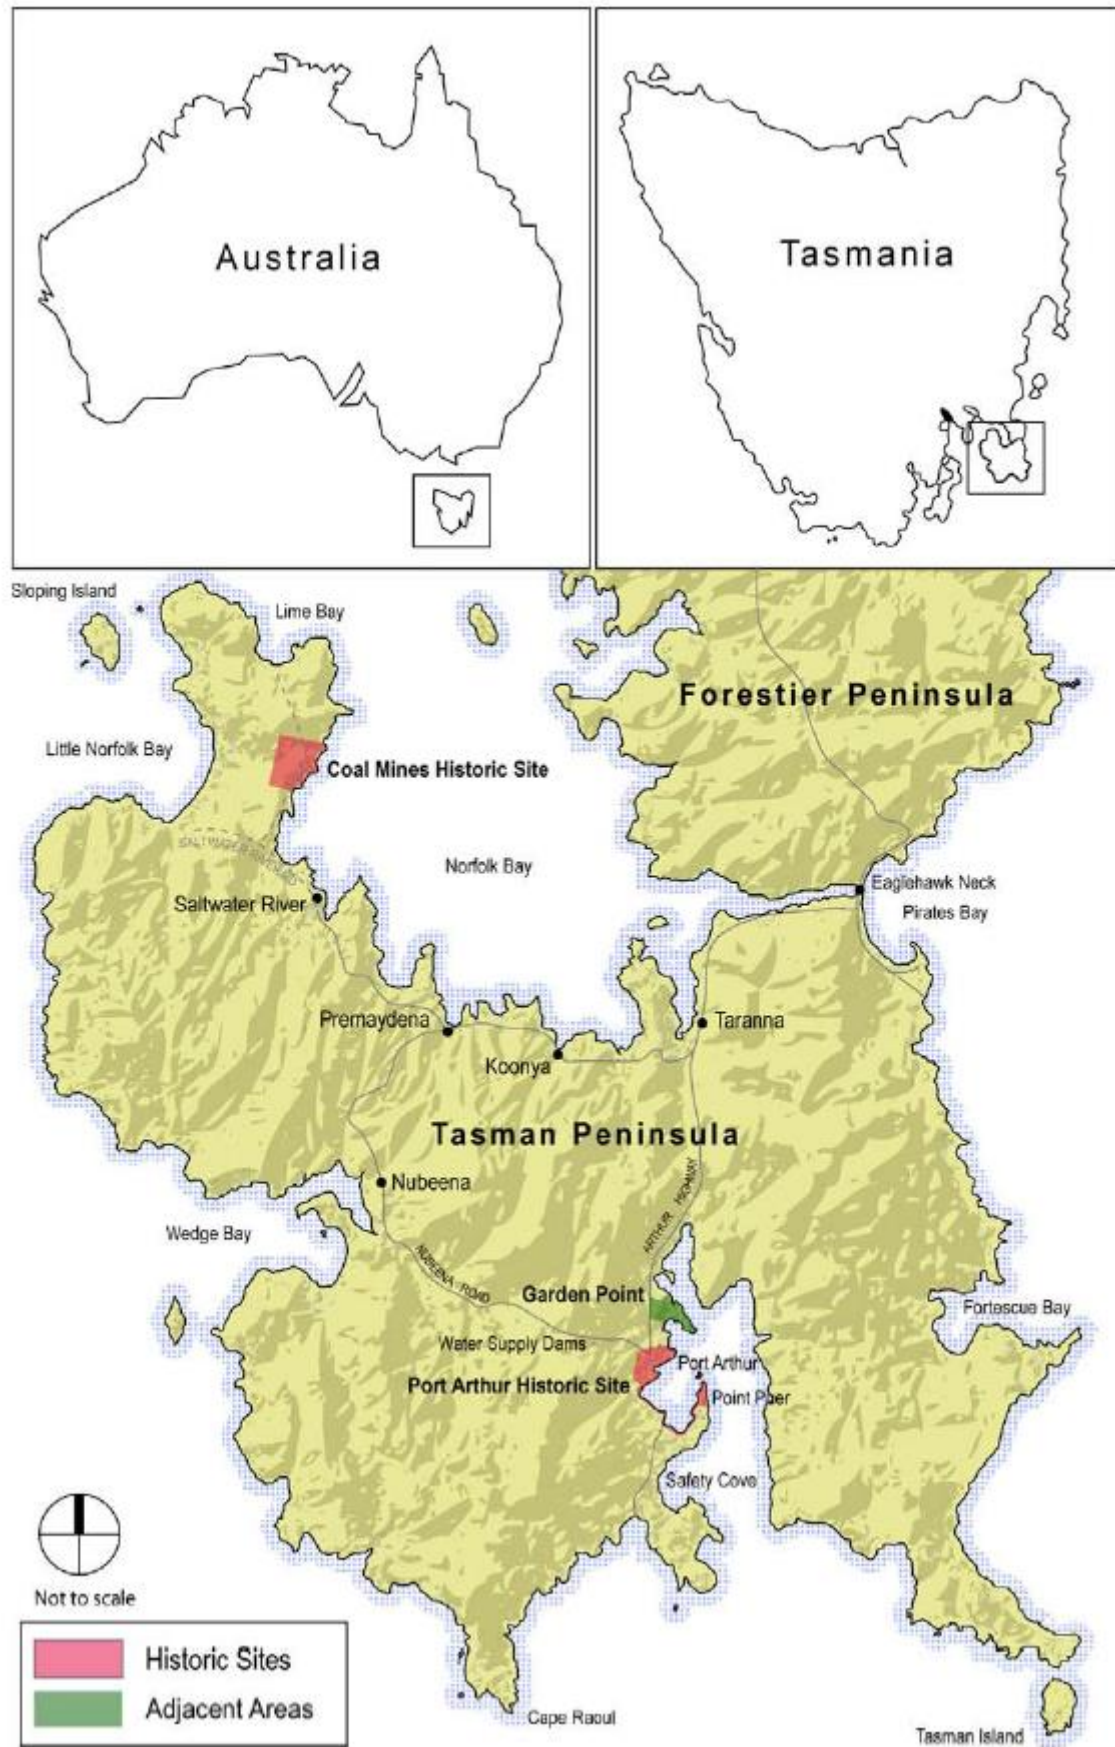 Australia
Tasmania
Sloping Island
Lime Bay
Forestier Peninsula
Little Norfolk Bay
Coal Mines Historic Site
Norfolk Bay
SALTWATER RIVER ROAD
Saltwater River
Eaglehawk Neck
Pirates Bay
Premaydena
Taranna
Koonya
Tasman Peninsula
Nubeena
ARTHUR HIGHWAY
Wedge Bay
NUBEENA ROAD
Garden Point
Fortescue Bay
Water Supply Dams
Port Arthur
Port Arthur Historic Site
Point Puer
Safety Cove
Not to scale
Historic Sites
Adjacent Areas
Cape Raoul
Tasman Island